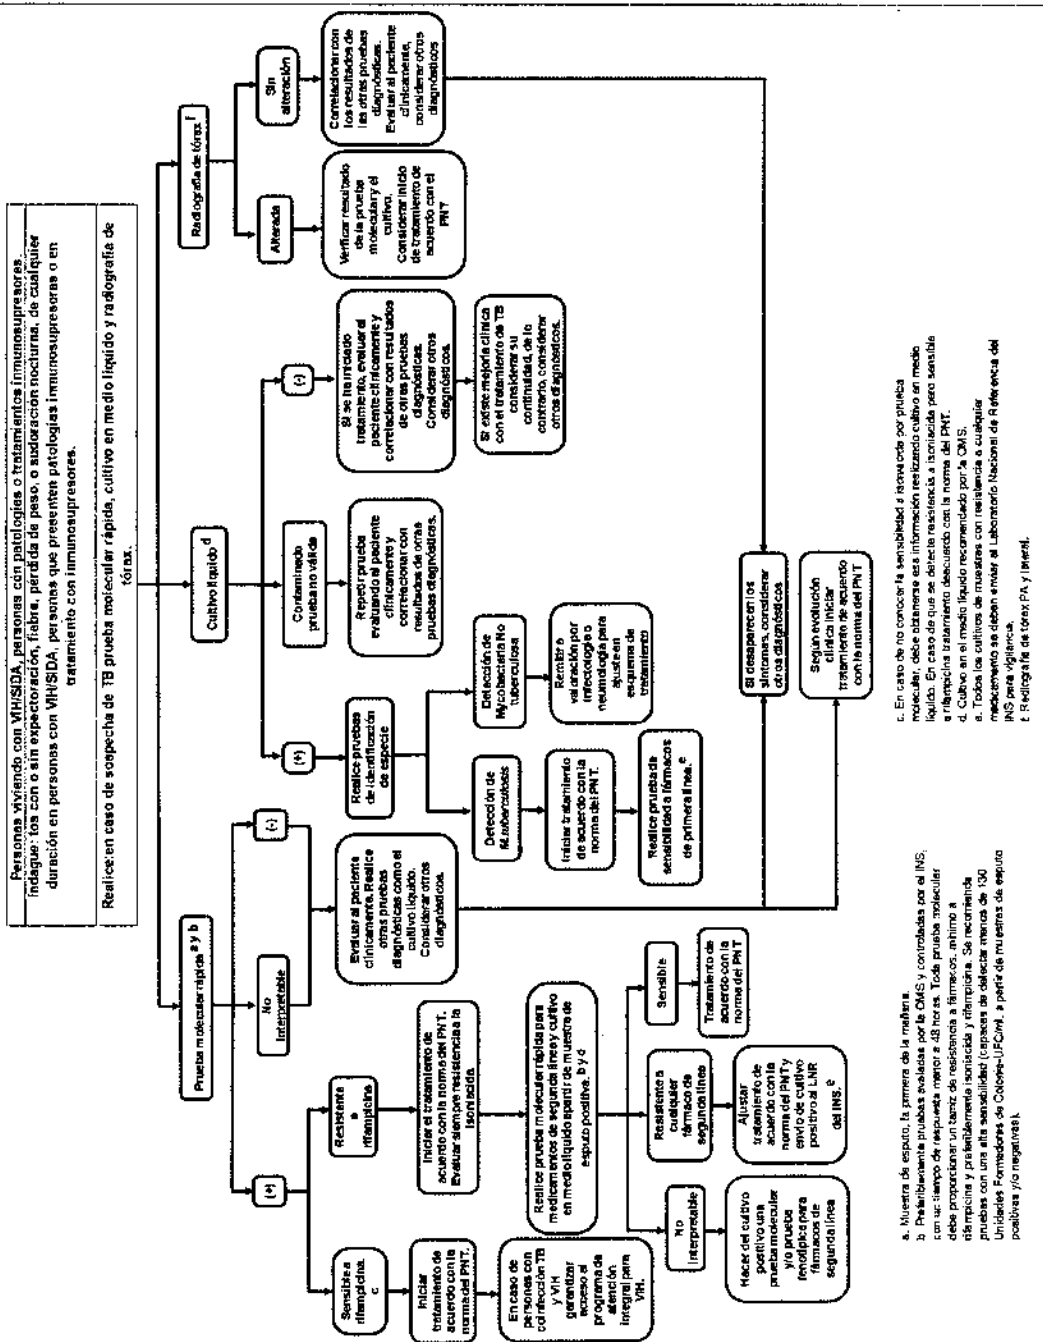 Personas viviendo con VIH/SIDA, personas con patologías o tratamientos inmunosupresores.
Indague: tos con o sin expectoración, fiebre, pérdida de peso, o sudoración nocturna, de cualquier
duración en personas con VIH/SIDA, personas que presenten patologías inmunosupresoras o en
tratamiento con inmunosupresores.
Realice: en caso de sospecha de TB prueba molecular rápida, cultivo en medio líquido y radiografía de
tórax.
Prueba molecular rápida a y b
(+)
No
Interpretable
(-)
Sensible a
rifampicina.
c
Resistente
a
rifampicina
Iniciar
tratamiento de
acuerdo con la
norma del PNT.
Iniciar el tratamiento de
acuerdo con la norma del PNT.
Evaluar siempre resistencia a la
isoniacida.
Evaluar al paciente
clínicamente. Realice
otras pruebas
diagnósticas como el
cultivo líquido.
Considerar otros
diagnósticos.
En caso de
personas con
coinfección TB
y VIH
garantizar
acceso al
programa de
atención
integral para
VIH.
Realice prueba molecular rápida para
medicamentos de segunda línea y cultivo
en medio líquido a partir de muestra de
esputo positiva. b y d
No
Interpretable
Resistente a
cualquier
fármaco de
segunda línea
Sensible
Hacer del cultivo
positivo una
prueba molecular
y/o prueba
fenotípica para
fármacos de
segunda línea
Ajustar
tratamiento de
acuerdo con la
norma del PNT y
envío de cultivo
positivo al LNR
del INS. e
Tratamiento de
acuerdo con la
norma del PNT
Cultivo líquido d
(+)
Contaminado
prueba no válida
(-)
Realice pruebas
de identificación
de especie
Repetir prueba
evaluando al paciente
clínicamente y
correlacionar con
resultados de otras
pruebas diagnósticas.
Si se ha iniciado
tratamiento, evaluar el
paciente clínicamente y
correlacionar con resultados
de otras pruebas
diagnósticas.
Considerar otros
diagnósticos.
Detección de
M.tuberculosis
Detección de
Mycobacteria No
tuberculosa
Si existe mejoría clínica
con el tratamiento de TB
considerar su
continuidad, de lo
contrario, considerar
otros diagnósticos.
Iniciar tratamiento
de acuerdo con la
norma del PNT.
Remitir a
valoración por
infectología o
neumología para
ajuste en
esquema de
tratamiento
Realice prueba de
sensibilidad a fármacos
de primera línea. e
Radiografía de tórax f
Alterada
Sin
alteración
Verificar resultado
de la prueba
molecular y el
cultivo.
Considerar inicio
de tratamiento de
acuerdo con el
PNT
Correlacionar con
los resultados de
las otras pruebas
diagnósticas.
Evaluar al paciente
clínicamente,
considerar otros
diagnósticos
Si desaparecen los
síntomas, considerar
otros diagnósticos
Según evolución
clínica iniciar
tratamiento de acuerdo
con la norma del PNT
a. Muestra de esputo, la primera de la mañana.
b. Preferiblemente pruebas avaladas por la OMS y controladas por el INS,
con un tiempo de respuesta menor a 48 horas. Toda prueba molecular
debe proporcionar un tamiz de resistencia a fármacos, mínimo a
rifampicina y preferiblemente isoniacida y rifampicina. Se recomienda
pruebas con una alta sensibilidad (capaces de detectar menos de 130
Unidades Formadoras de Colonia-UFC/ml, a partir de muestras de esputo
positivas y/o negativas).
c. En caso de no conocer la sensibilidad a isoniacida por prueba
molecular, debe obtenerse esa información realizando cultivo en medio
líquido. En caso de que se detecte resistencia a isoniacida pero sensible
a rifampicina tratamiento de acuerdo con la norma del PNT.
d. Cultivo en el medio líquido recomendado por la OMS.
e. Todos los cultivos de muestras con resistencia a cualquier
medicamento se deben enviar al Laboratorio Nacional de Referencia del
INS para vigilancia.
f. Radiografía de tórax PA y lateral.